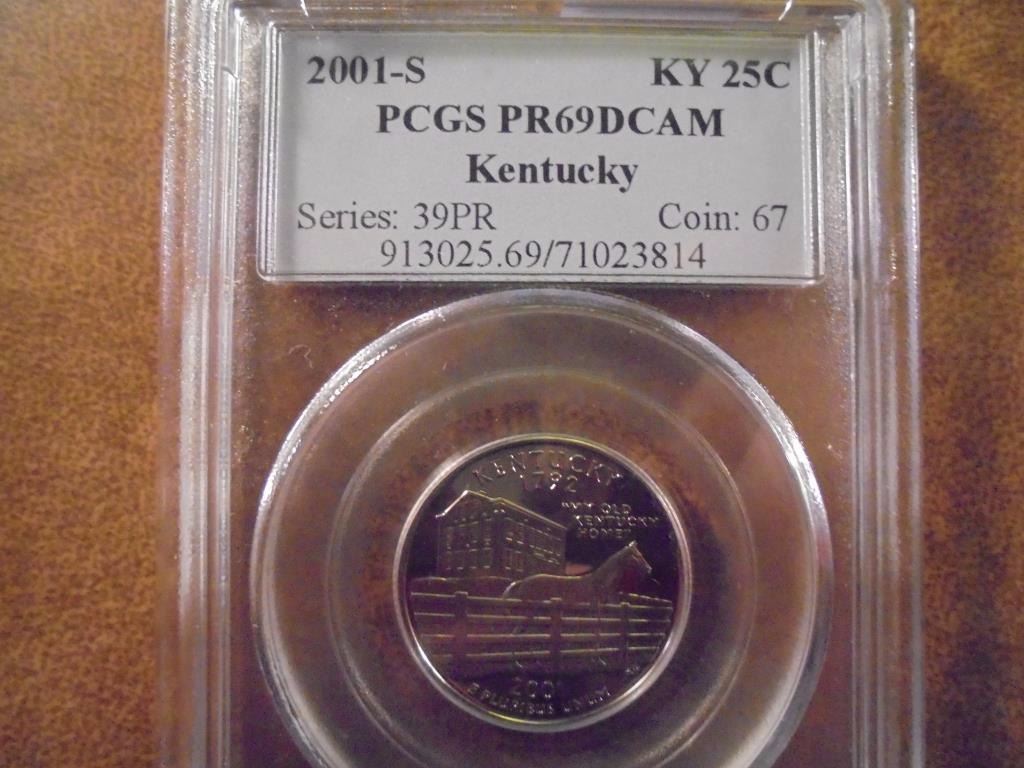 2001-S KY 25C
PCGS PR69DCAM
Kentucky
Series: 39PR Coin: 67
913025.69/71023814
KENTUCKY
1792
"MY OLD
KENTUCKY
HOME"
2001
E PLURIBUS UNUM